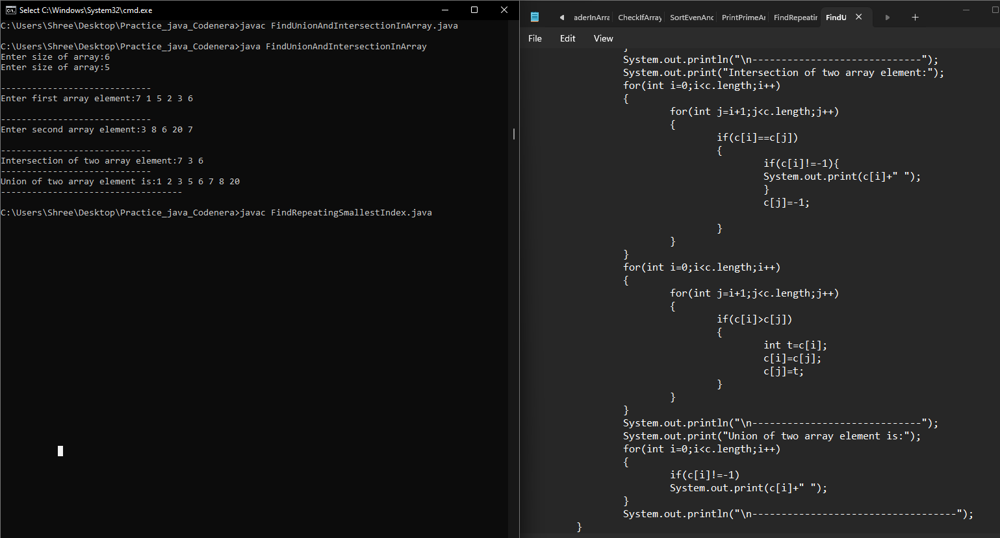 Select C:\Windows\System32\cmd.exe
C:\Users\Shree\Desktop\Practice_java_Codenera>javac FindUnionAndIntersectionInArray.java
C:\Users\Shree\Desktop\Practice_java_Codenera>java FindUnionAndIntersectionInArray
Enter size of array:6
Enter size of array:5
-----------------------------
Enter first array element:7 1 5 2 3 6
-----------------------------
Enter second array element:3 8 6 20 7
-----------------------------
Intersection of two array element:7 3 6
-----------------------------
Union of two array element is:1 2 3 5 6 7 8 20
-----------------------------------
C:\Users\Shree\Desktop\Practice_java_Codenera>javac FindRepeatingSmallestIndex.java
aderInArra CheckIfArray SortEvenAnd PrintPrimeAr FindRepeatin FindU
File Edit View
}
System.out.println("\n-----------------------------");
System.out.print("Intersection of two array element:");
for(int i=0;i<c.length;i++)
{
for(int j=i+1;j<c.length;j++)
{
if(c[i]==c[j])
{
if(c[i]!=-1){
System.out.print(c[i]+" ");
}
c[j]=-1;
}
}
}
for(int i=0;i<c.length;i++)
{
for(int j=i+1;j<c.length;j++)
{
if(c[i]>c[j])
{
int t=c[i];
c[i]=c[j];
c[j]=t;
}
}
}
System.out.println("\n-----------------------------");
System.out.print("Union of two array element is:");
for(int i=0;i<c.length;i++)
{
if(c[i]!=-1)
System.out.print(c[i]+" ");
}
System.out.println("\n-----------------------------------");
}